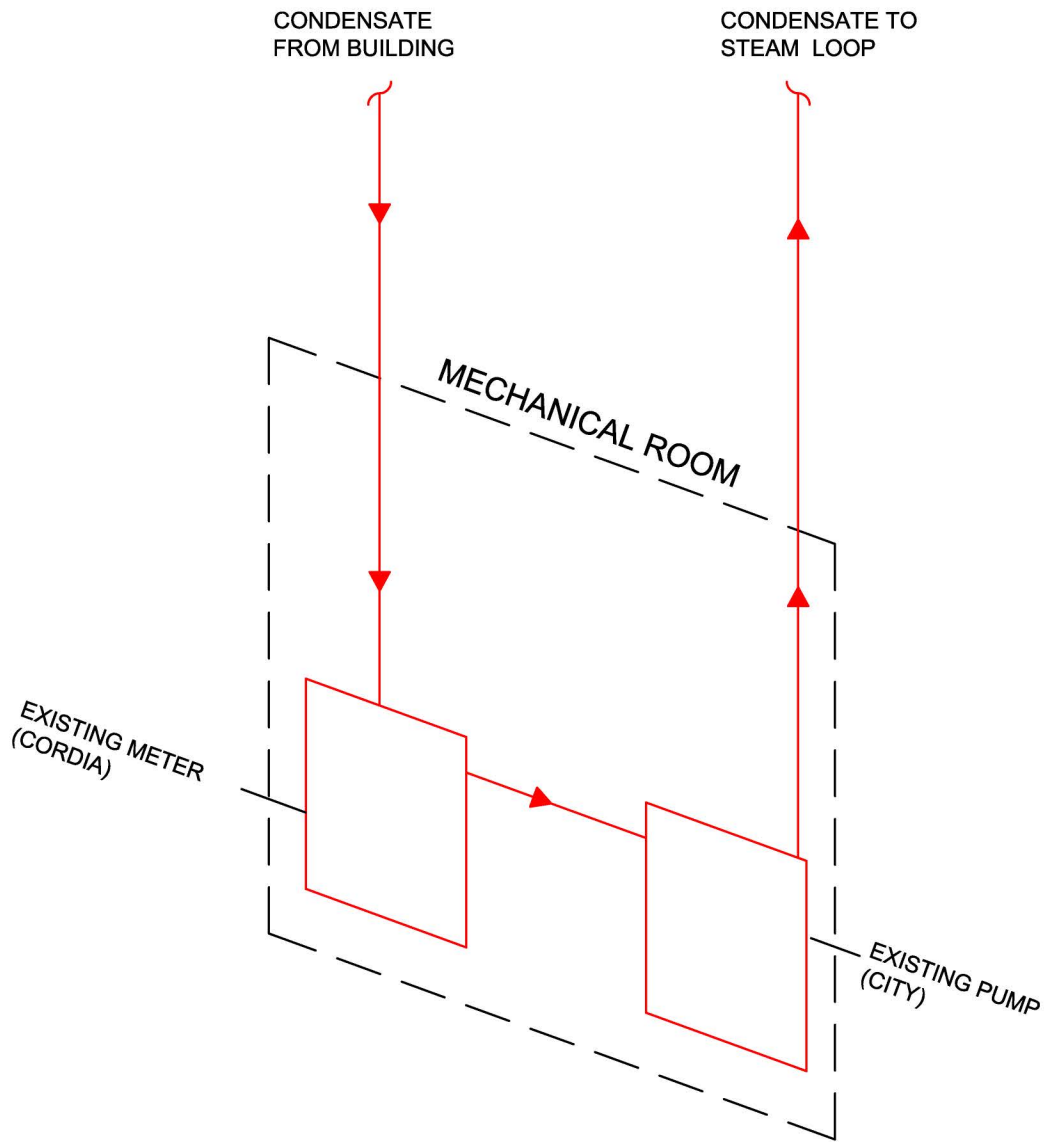 CONDENSATE
FROM BUILDING
CONDENSATE TO
STEAM LOOP
MECHANICAL ROOM
EXISTING METER
(CORDIA)
EXISTING PUMP
(CITY)